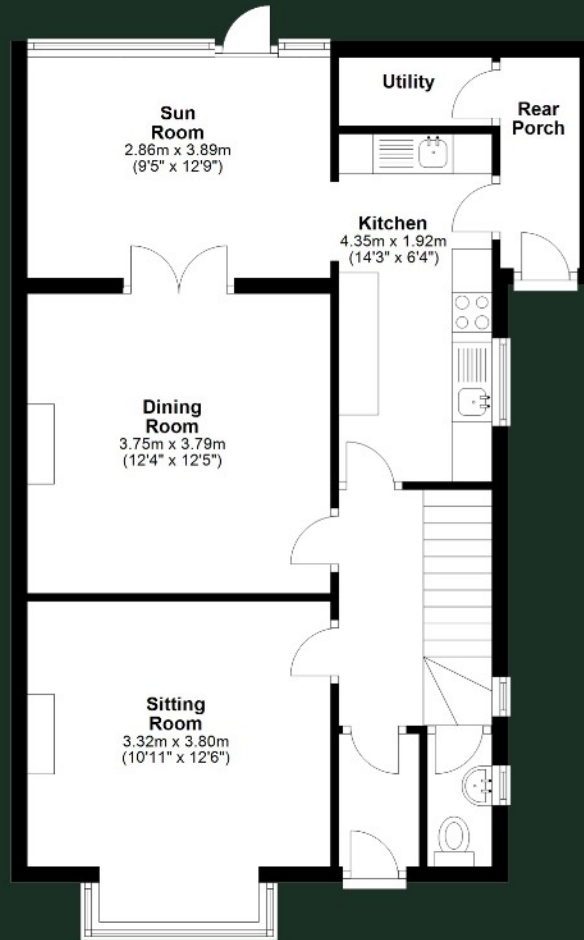 Utility
Sun
Room
2.86m x 3.89m
(9'5" x 12'9")
Rear
Porch
Kitchen
4.35m x 1.92m
(14'3" x 6'4")
Dining
Room
3.75m x 3.79m
(12'4" x 12'5")
Sitting
Room
3.32m x 3.80m
(10'11" x 12'6")